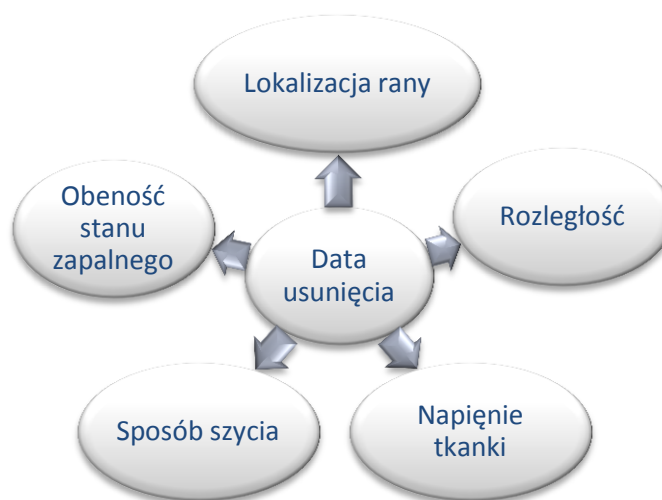 Lokalizacja rany
Obeność
stanu
zapalnego
Rozległość
Data
usunięcia
Sposób szycia
Napięnie
tkanki